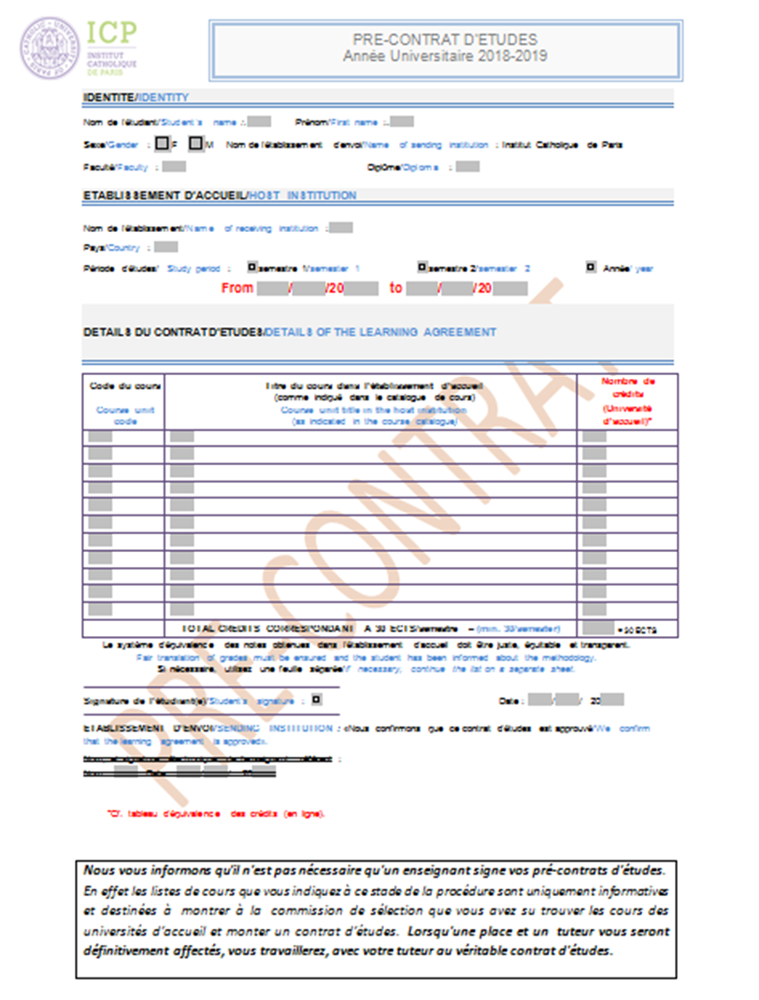 ICP
INSTITUT
CATHOLIQUE
DE PARIS
PRE-CONTRAT D'ETUDES
Année Universitaire 2018-2019
IDENTITE/IDENTITY
Nom de l'étudiant/Student's name : Prénom/First name :
Sexe/Gender : F M Nom de l'établissement d'envoi/Name of sending institution : Institut Catholique de Paris
Faculté/Faculty : Diplôme/Diploma :
ETABLISSEMENT D'ACCUEIL/HOST INSTITUTION
Nom de l'établissement/Name of receiving institution :
Pays/Country :
Période d'études/ Study period : semestre 1/semester 1 semestre 2/semester 2 Année/ year
From / /20 to / /20
DETAILS DU CONTRAT D'ETUDES/DETAILS OF THE LEARNING AGREEMENT
Code du cours
Course unit
code
Titre du cours dans l'établissement d'accueil
(comme indiqué dans le catalogue de cours)
Course unit title in the host institution
(as indicated in the course catalogue)
Nombre de
crédits
(Université
d'accueil)*
TOTAL CREDITS CORRESPONDANT A 30 ECTS/semestre – (min. 30/semester) = 30 ECTS
Le système d'équivalence des notes obtenues dans l'établissement d'accueil doit être juste, équitable et transparent.
Fair translation of grades must be ensured and the student has been informed about the methodology.
Si nécessaire, utilisez une feuille séparée/If necessary, continue the list on a separate sheet.
Signature de l'étudiant(e)/Student's signature : Date : / / 20
ETABLISSEMENT D'ENVOI/SENDING INSTITUTION : «Nous confirmons que ce contrat d'études est approuvé/We confirm
that the learning agreement is approved».
*Cf. tableau d'équivalence des crédits (en ligne).
PRE-CONTRAT
Nous vous informons qu'il n'est pas nécessaire qu'un enseignant signe vos pré-contrats d'études.
En effet les listes de cours que vous indiquez à ce stade de la procédure sont uniquement informatives
et destinées à montrer à la commission de sélection que vous avez su trouver les cours des
universités d'accueil et monter un contrat d'études. Lorsqu'une place et un tuteur vous seront
définitivement affectés, vous travaillerez, avec votre tuteur au véritable contrat d'études.